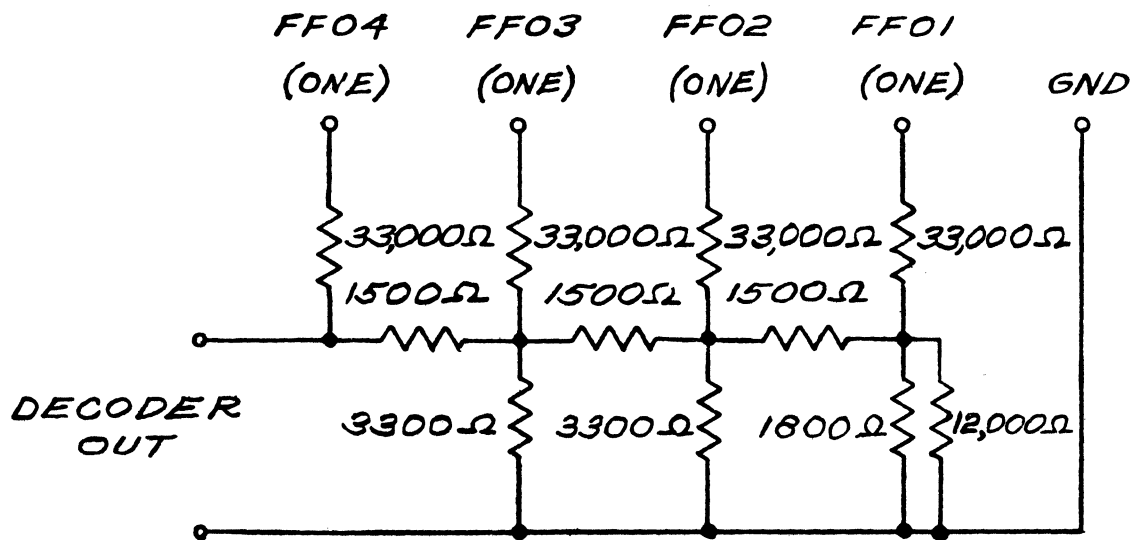 FF04 FF03 FF02 FF01
(ONE) (ONE) (ONE) (ONE) GND
33,000Ω 33,000Ω 33,000Ω 33,000Ω
1500Ω 1500Ω 1500Ω
DECODER
OUT
3300Ω 3300Ω 1800Ω 12,000Ω